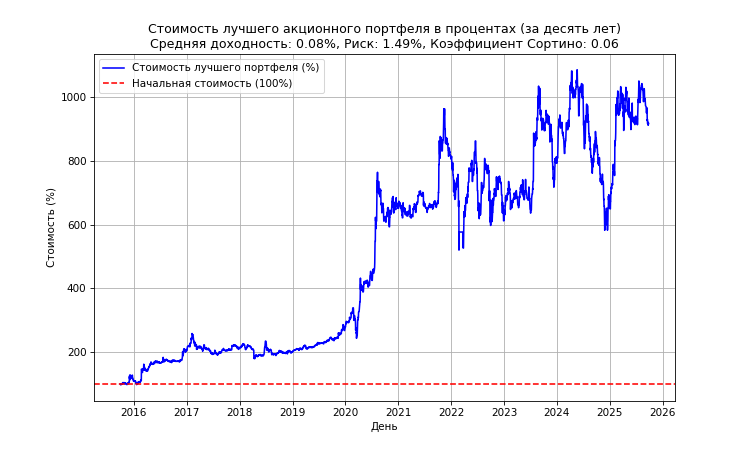 Стоимость лучшего акционного портфеля в процентах (за десять лет)
Средняя доходность: 0.08%, Риск: 1.49%, Коэффициент Сортино: 0.06
Стоимость лучшего портфеля (%)
Начальная стоимость (100%)
Стоимость (%)
1000
800
600
400
200
2016 2017 2018 2019 2020 2021 2022 2023 2024 2025 2026
День